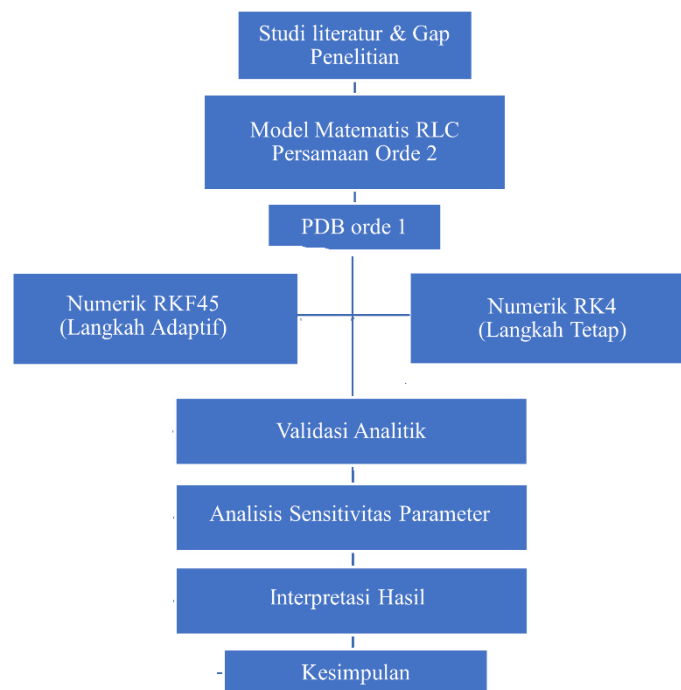 Studi literatur & Gap
Penelitian
Model Matematis RLC
Persamaan Orde 2
PDB orde 1
Numerik RKF45
(Langkah Adaptif)
Numerik RK4
(Langkah Tetap)
Validasi Analitik
Analisis Sensitivitas Parameter
Interpretasi Hasil
Kesimpulan